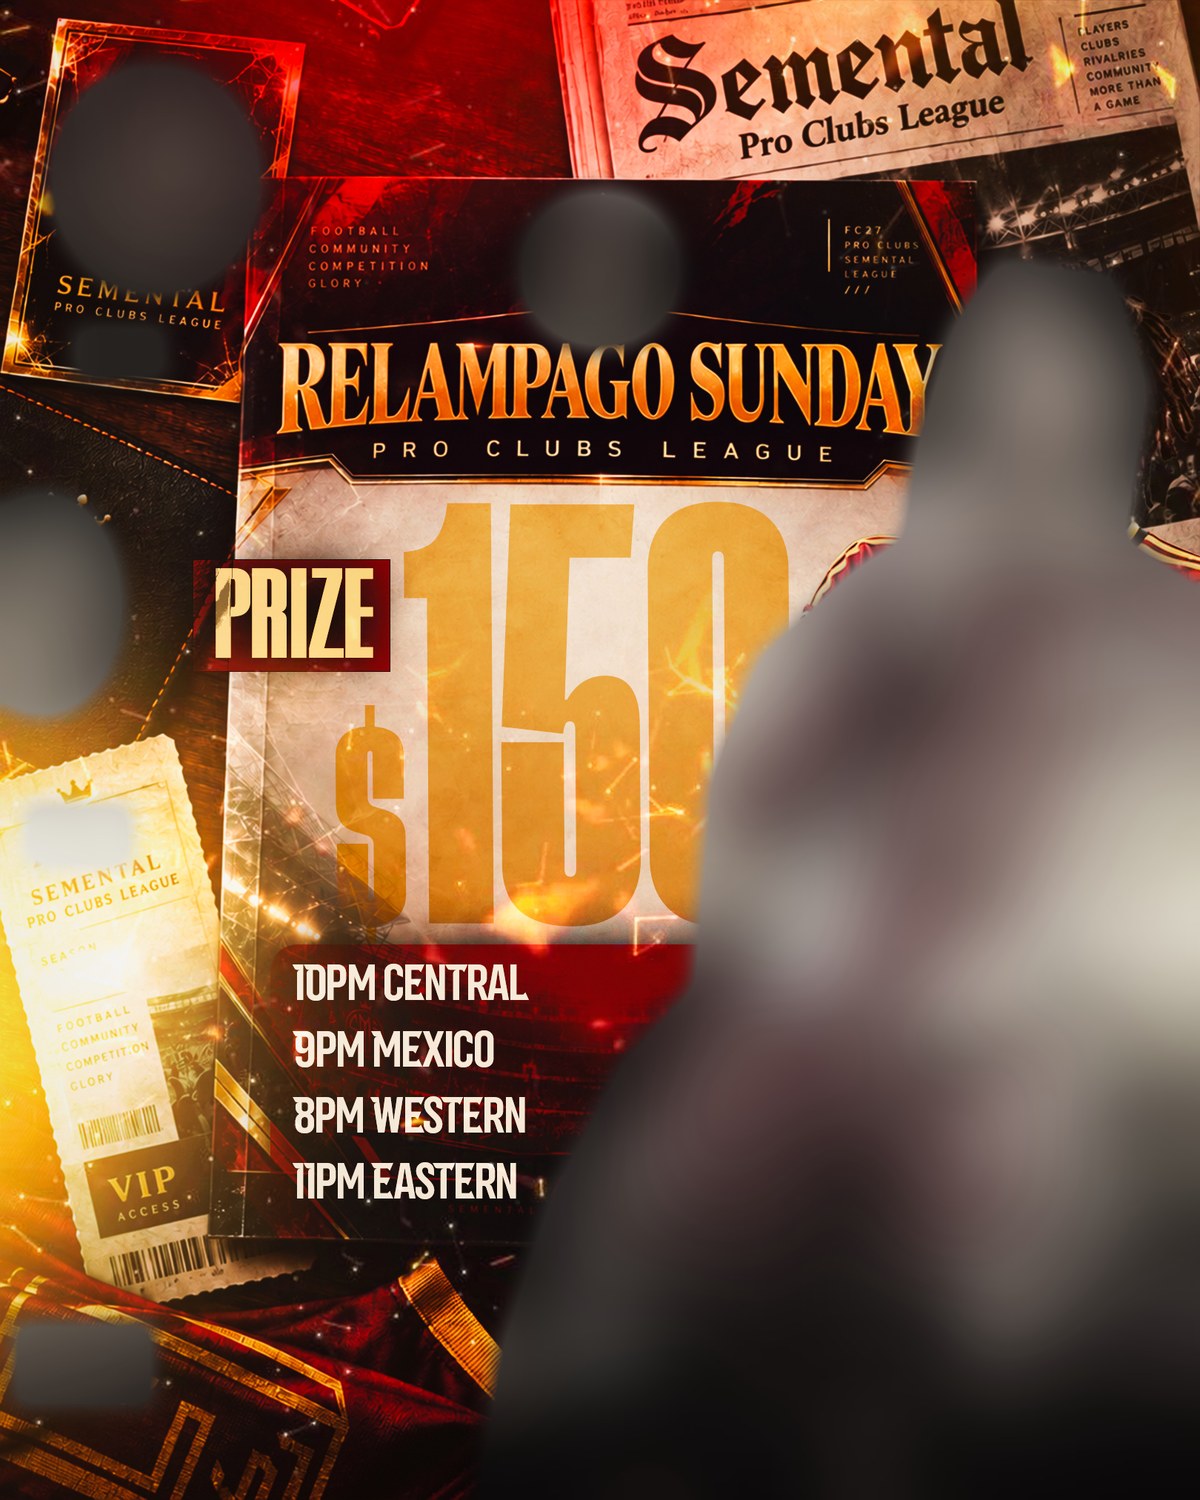 Semental
Pro Clubs League
PLAYERS
CLUBS
RIVALRIES
COMMUNITY
MORE THAN
A GAME
SEMENTAL
PRO CLUBS LEAGUE
FOOTBALL
COMMUNITY
COMPETITION
GLORY
FC27
PRO CLUBS
SEMENTAL
LEAGUE
///
RELAMPAGO SUNDAY
PRO CLUBS LEAGUE
PRIZE
$150
SEMENTAL
PRO CLUBS LEAGUE
SEASON
FOOTBALL
COMMUNITY
COMPETITION
GLORY
VIP
ACCESS
10PM CENTRAL
9PM MEXICO
8PM WESTERN
11PM EASTERN
SEMENTAL